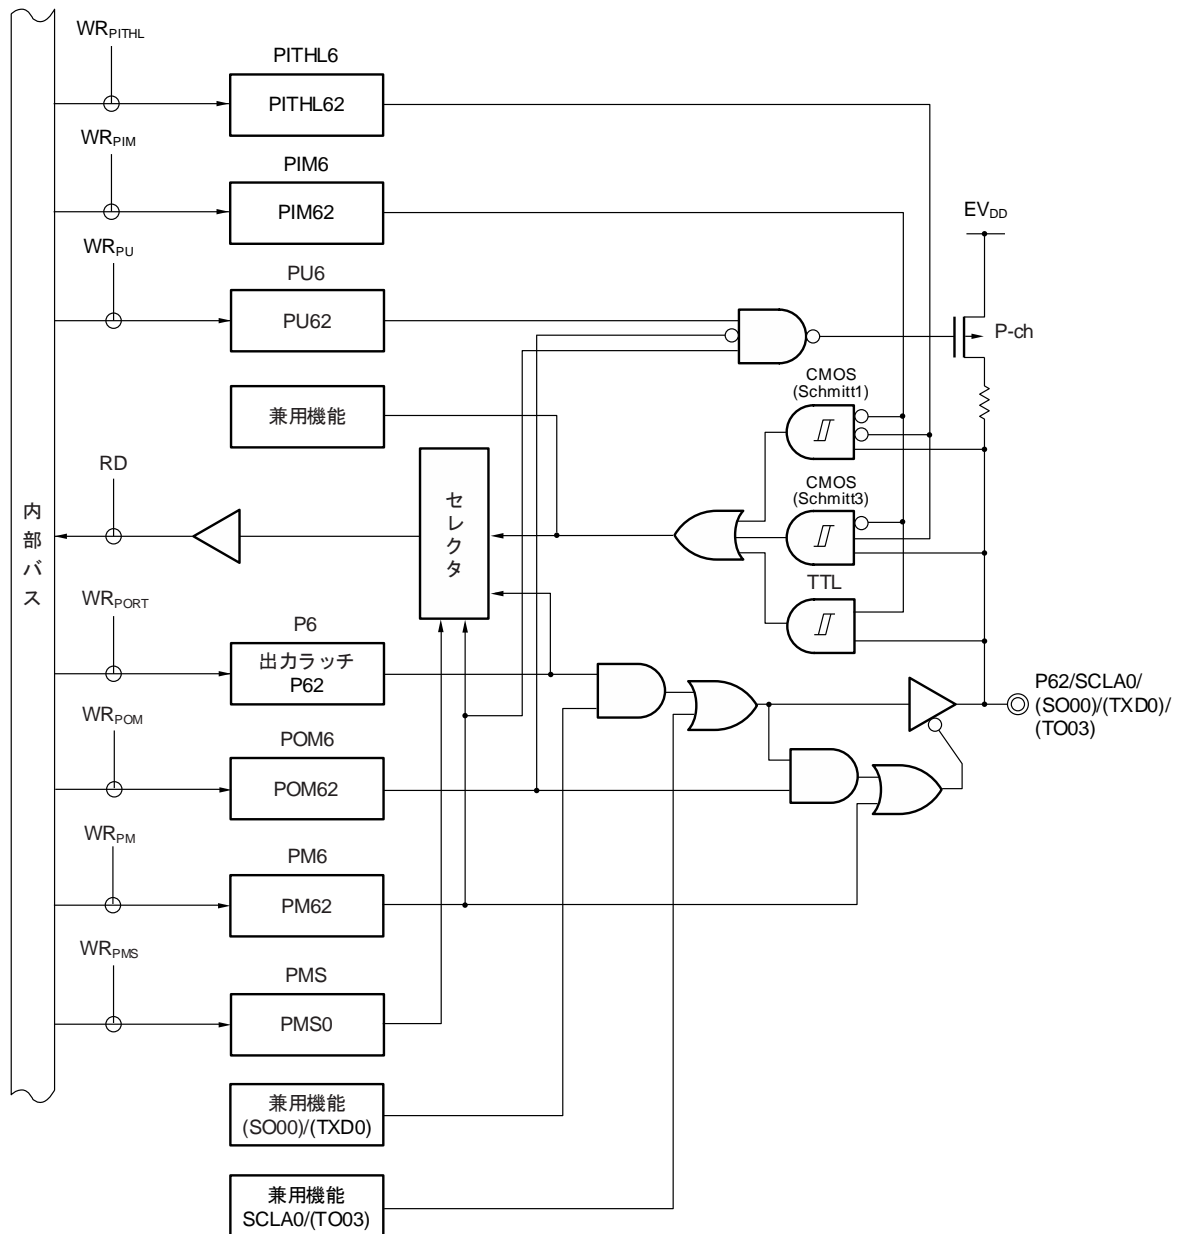 WRPITHL
PITHL6
PITHL62
WRPIM
PIM6
PIM62
WRPU
PU6
PU62
EVDD
P-ch
兼用機能
CMOS
(Schmitt1)
RD
セレクタ
CMOS
(Schmitt3)
内部バス
TTL
WRPORT
P6
出力ラッチ
P62
P62/SCLA0/
(SO00)/(TXD0)/
(TO03)
WRPOM
POM6
POM62
WRPM
PM6
PM62
WRPMS
PMS
PMS0
兼用機能
(SO00)/(TXD0)
兼用機能
SCLA0/(TO03)